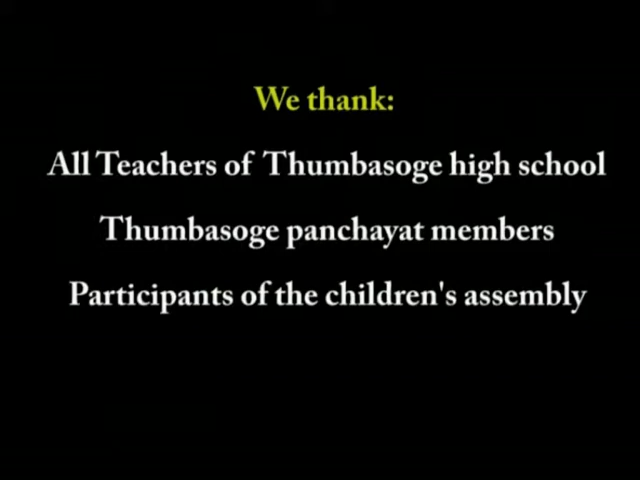 We thank:
All Teachers of Thumbasoge high school
Thumbasoge panchayat members
Participants of the children's assembly